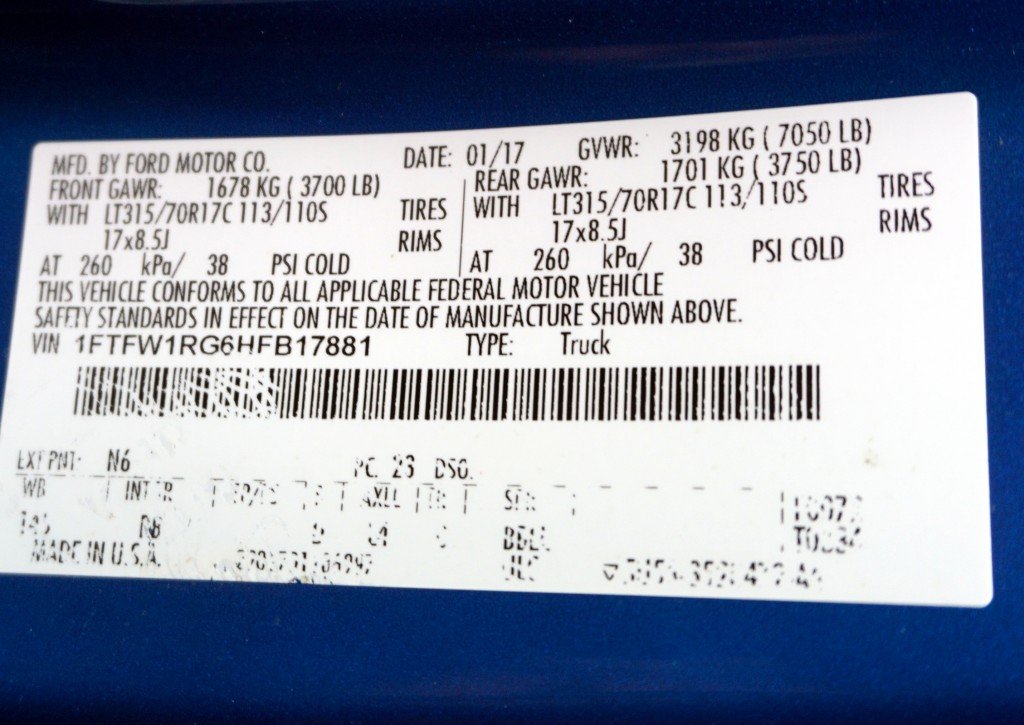 MFD. BY FORD MOTOR CO. DATE: 01/17 GVWR: 3198 KG ( 7050 LB)
FRONT GAWR: 1678 KG ( 3700 LB) REAR GAWR: 1701 KG ( 3750 LB)
WITH LT315/70R17C 113/110S TIRES WITH LT315/70R17C 113/110S TIRES
17x8.5J RIMS 17x8.5J RIMS
AT 260 kPa/ 38 PSI COLD AT 260 kPa/ 38 PSI COLD
THIS VEHICLE CONFORMS TO ALL APPLICABLE FEDERAL MOTOR VEHICLE
SAFETY STANDARDS IN EFFECT ON THE DATE OF MANUFACTURE SHOWN ABOVE.
VIN 1FTFW1RG6HFB17881 TYPE: Truck
EXT PNT: N6 DSO.
WB
MADE IN U.S.A.